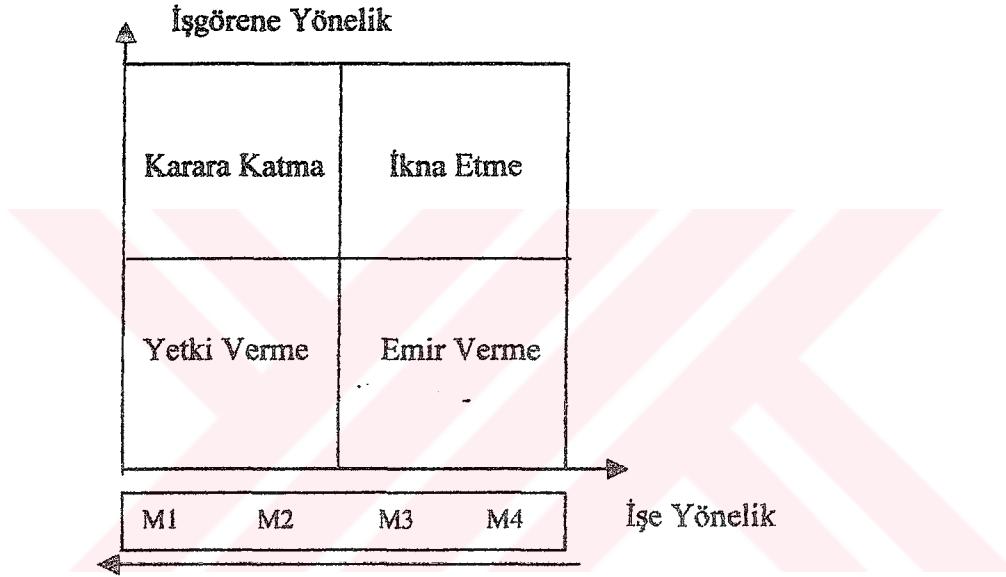 İşgörene Yönelik
Karara Katma İkna Etme
Yetki Verme Emir Verme
M1 M2 M3 M4 İşe Yönelik